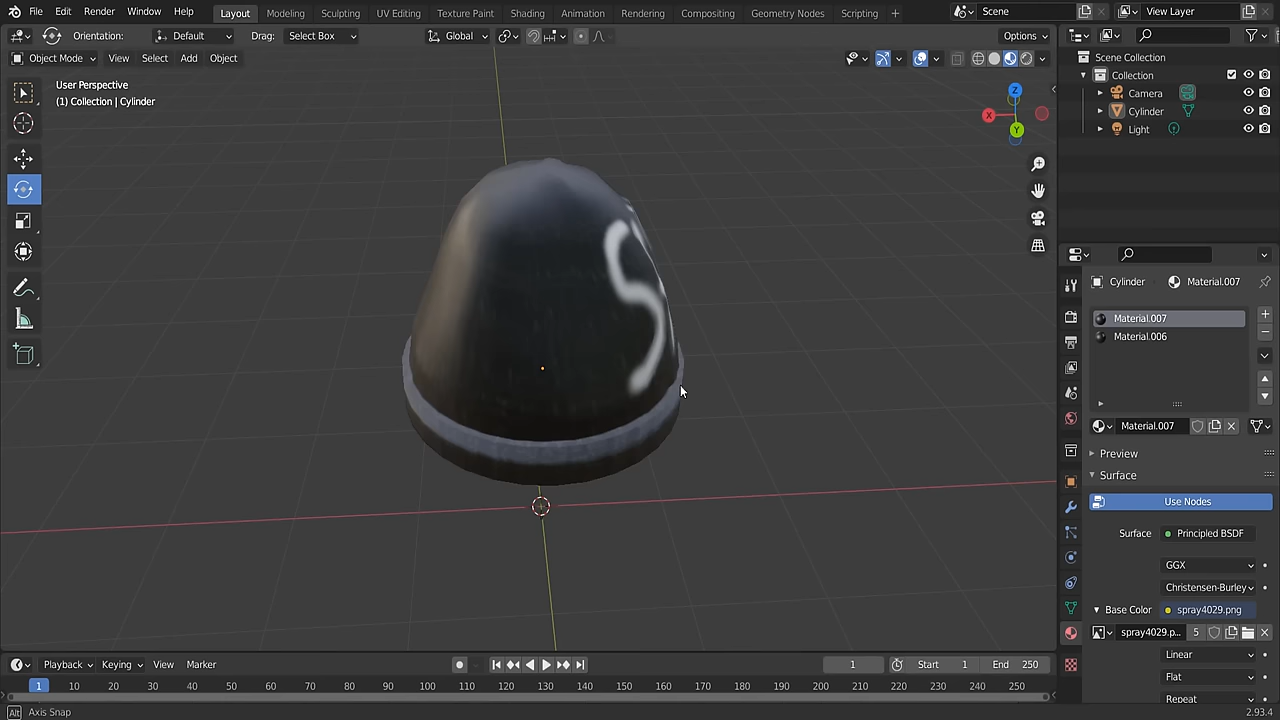 File Edit Render Window Help Layout Modeling Sculpting UV Editing Texture Paint Shading Animation Rendering Compositing Geometry Nodes Scripting + Scene View Layer
Orientation: Default Drag: Select Box Global Options
Object Mode View Select Add Object
Scene Collection
Collection
Camera
Cylinder
Light
User Perspective
(1) Collection | Cylinder
Z
X
Y
Cylinder Material.007
Material.007
Material.006
Material.007
Preview
Surface
Use Nodes
Surface Principled BSDF
GGX
Christensen-Burley
Base Color spray4029.png
spray4029.p... 5
Linear
Flat
Repeat
Playback Keying View Marker 1 Start 1 End 250
1 10 20 30 40 50 60 70 80 90 100 110 120 130 140 150 160 170 180 190 200 210 220 230 240 250
Alt Axis Snap 2.93.4